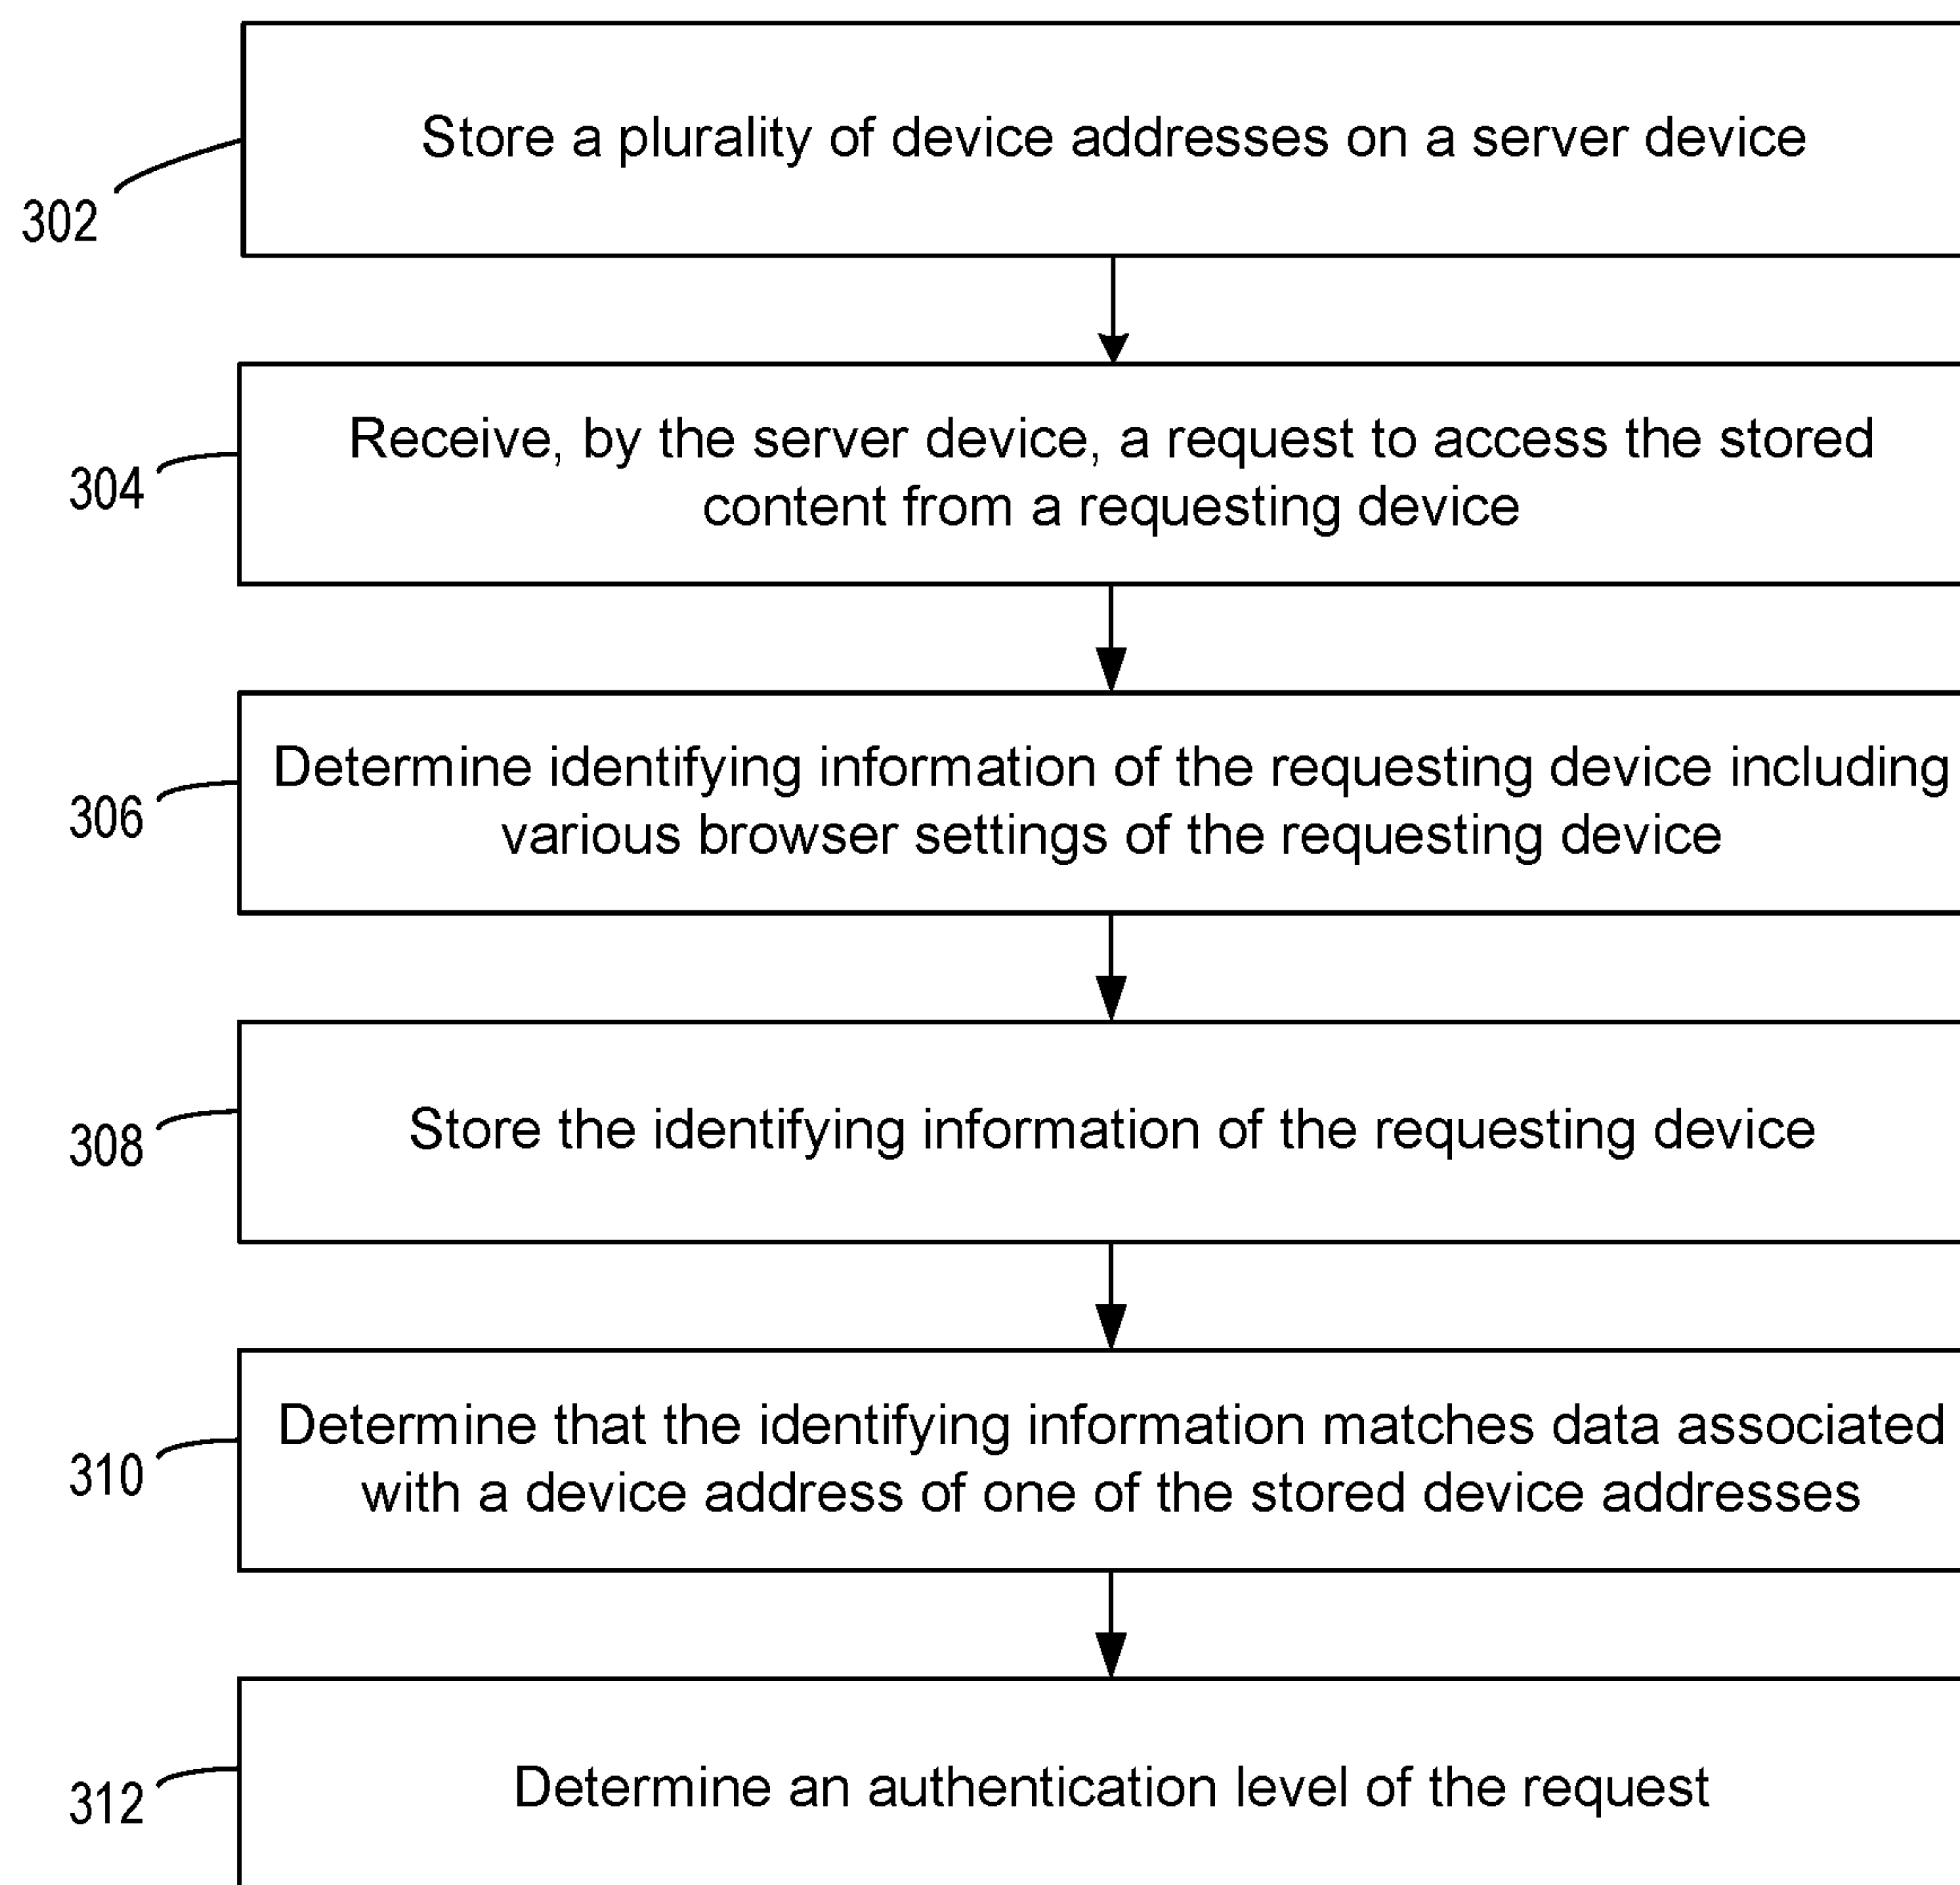 Store a plurality of device addresses on a server device
302
Receive, by the server device, a request to access the stored
content from a requesting device
304
Determine identifying information of the requesting device including
various browser settings of the requesting device
306
Store the identifying information of the requesting device
308
Determine that the identifying information matches data associated
with a device address of one of the stored device addresses
310
Determine an authentication level of the request
312